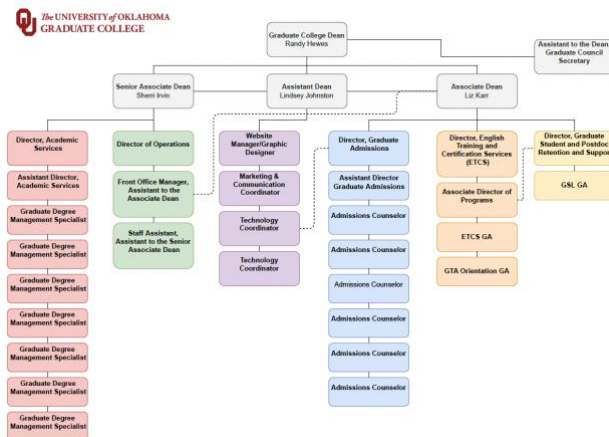 The UNIVERSITY of OKLAHOMA
GRADUATE COLLEGE
Graduate College Dean
Randy Hewes
Assistant to the Dean
Graduate Council
Secretary
Senior Associate Dean
Sherri Irvin
Assistant Dean
Lindsey Johnston
Associate Dean
Liz Karr
Director, Academic
Services
Assistant Director,
Academic Services
Graduate Degree
Management Specialist
Graduate Degree
Management Specialist
Graduate Degree
Management Specialist
Graduate Degree
Management Specialist
Graduate Degree
Management Specialist
Graduate Degree
Management Specialist
Graduate Degree
Management Specialist
Director of Operations
Front Office Manager,
Assistant to the
Associate Dean
Staff Assistant,
Assistant to the Senior
Associate Dean
Website
Manager/Graphic
Designer
Marketing &
Communication
Coordinator
Technology
Coordinator
Technology
Coordinator
Director, Graduate
Admissions
Assistant Director
Graduate Admissions
Admissions Counselor
Admissions Counselor
Admissions Counselor
Admissions Counselor
Admissions Counselor
Admissions Counselor
Director, English
Training and
Certification Services
(ETCS)
Associate Director of
Programs
ETCS GA
GTA Orientation GA
Director, Graduate
Student and Postdoc
Retention and Support
GSL GA